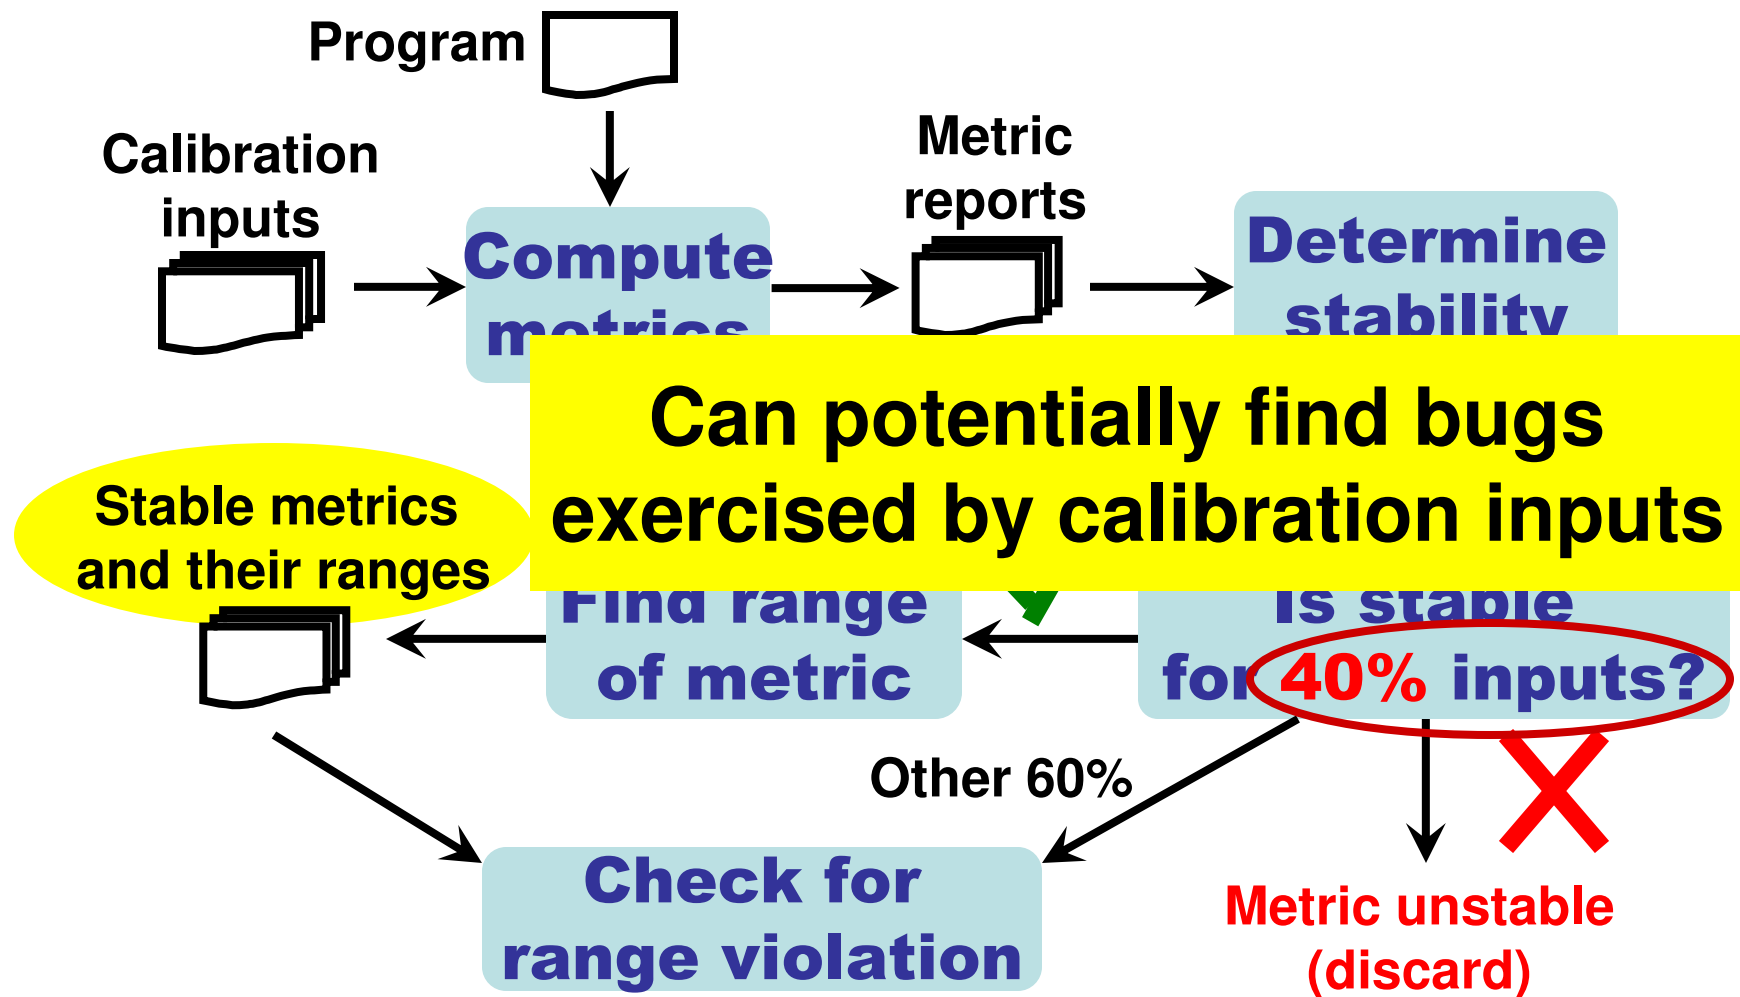 Program
Calibration
inputs
Metric
reports
Compute
metrics
Determine
stability
Can potentially find bugs
exercised by calibration inputs
Stable metrics
and their ranges
Find range
of metric
Is stable
for 40% inputs?
Other 60%
Check for
range violation
Metric unstable
(discard)